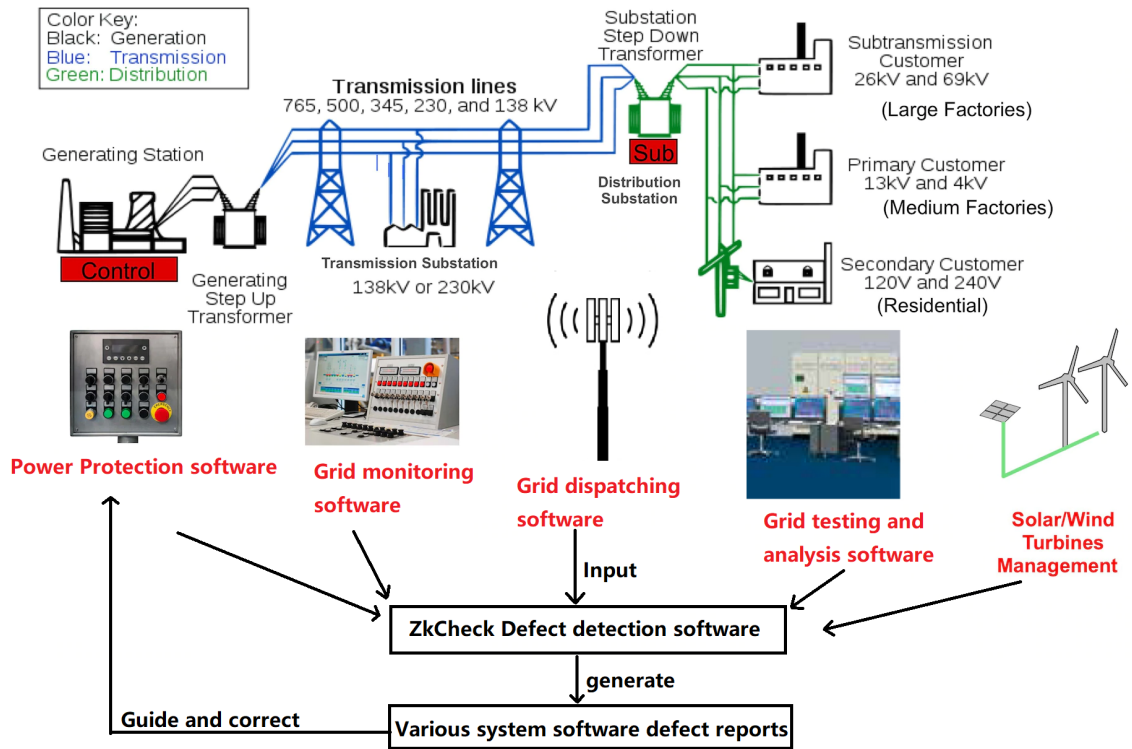 Color Key:
Black: Generation
Blue: Transmission
Green: Distribution
Substation
Step Down
Transformer
Subtransmission
Customer
26kV and 69kV
(Large Factories)
Transmission lines
765, 500, 345, 230, and 138 kV
Generating Station
Sub
Distribution
Substation
Primary Customer
13kV and 4kV
(Medium Factories)
Control
Generating
Step Up
Transformer
Transmission Substation
138kV or 230kV
Secondary Customer
120V and 240V
(Residential)
Power Protection software
Grid monitoring
software
Grid dispatching
software
Grid testing and
analysis software
Solar/Wind
Turbines
Management
Input
ZkCheck Defect detection software
generate
Guide and correct
Various system software defect reports